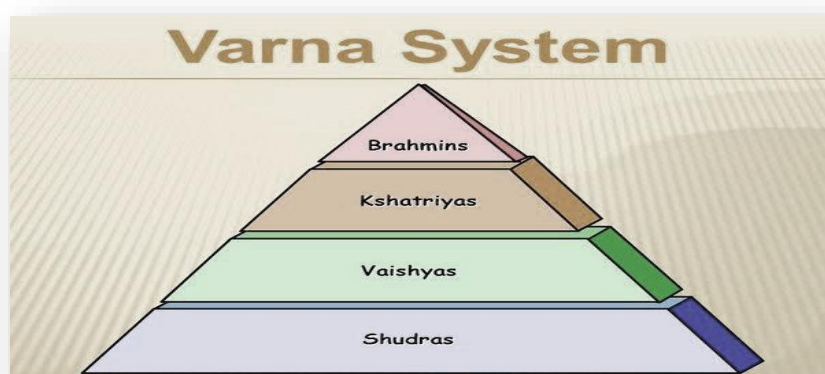 Varna System
Brahmins
Kshatriyas
Vaishyas
Shudras